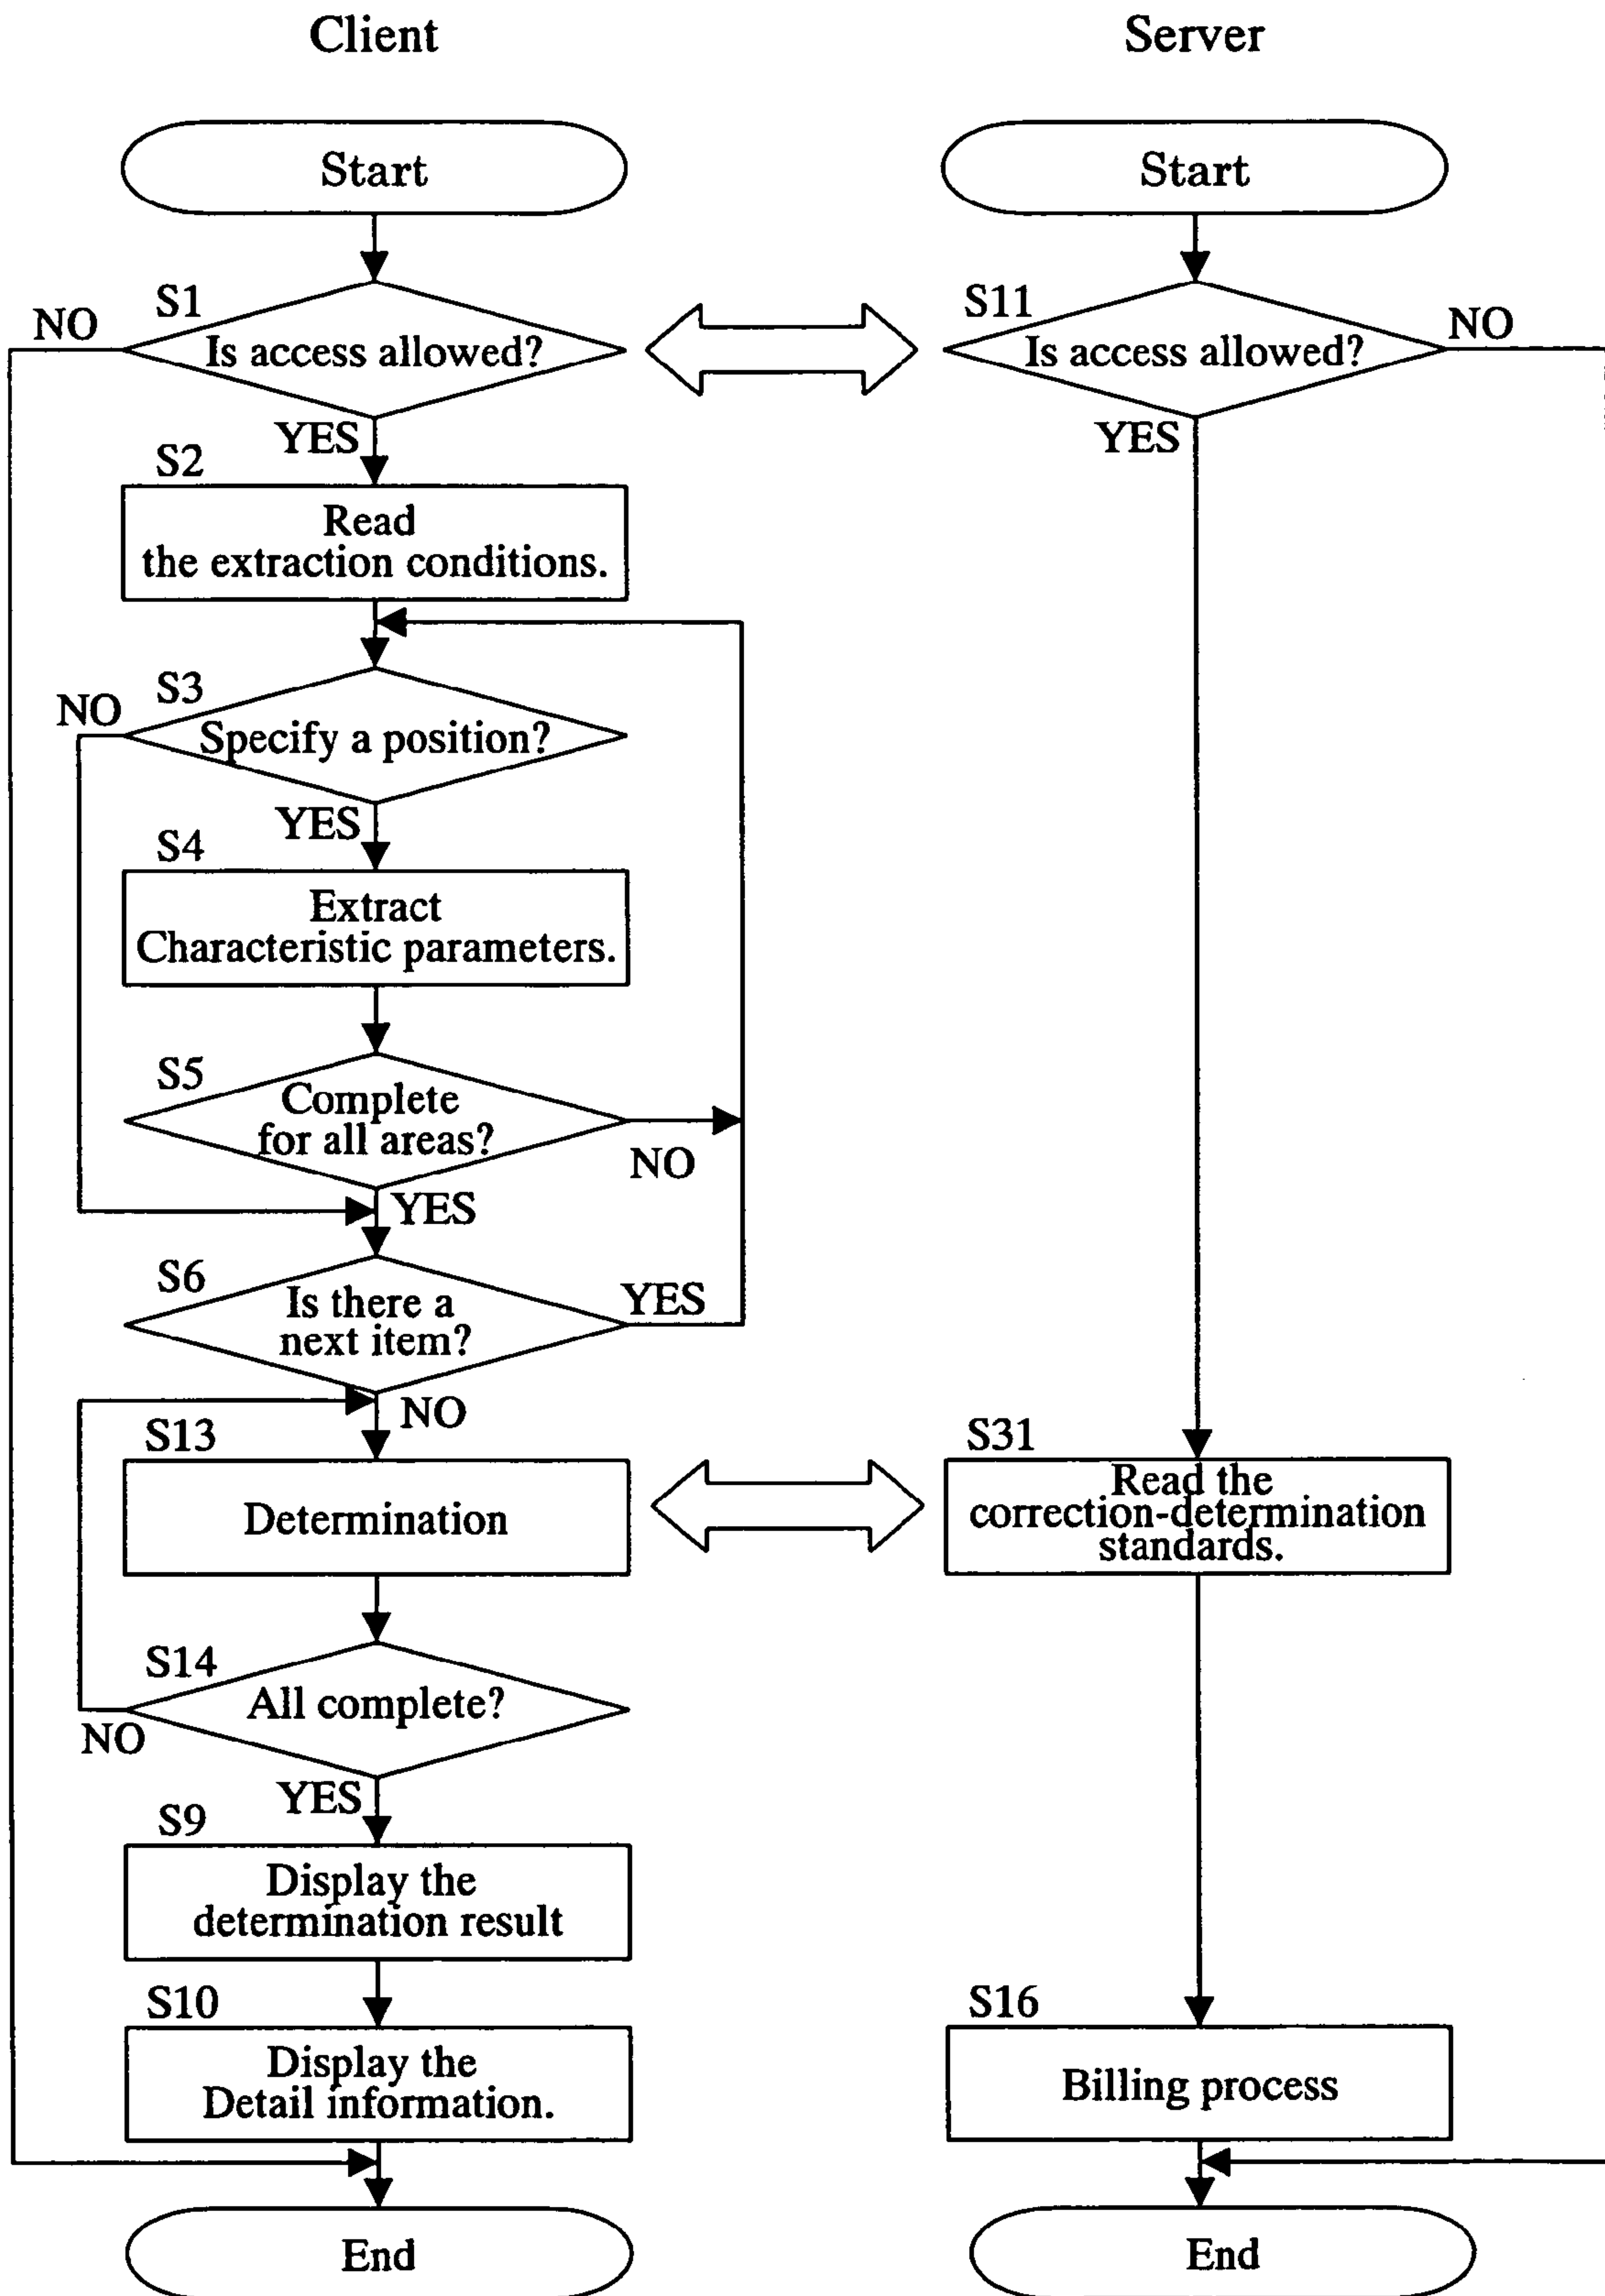 Client
Server
Start
Start
S1
NO
Is access allowed?
YES
S11
NO
Is access allowed?
YES
S2
Read
the extraction conditions.
S3
NO
Specify a position?
YES
S4
Extract
Characteristic parameters.
S5
Complete
for all areas?
NO
YES
S6
Is there a
next item?
YES
NO
S13
Determination
S31
Read the
correction-determination
standards.
S14
All complete?
NO
YES
S9
Display the
determination result
S10
Display the
Detail information.
S16
Billing process
End
End